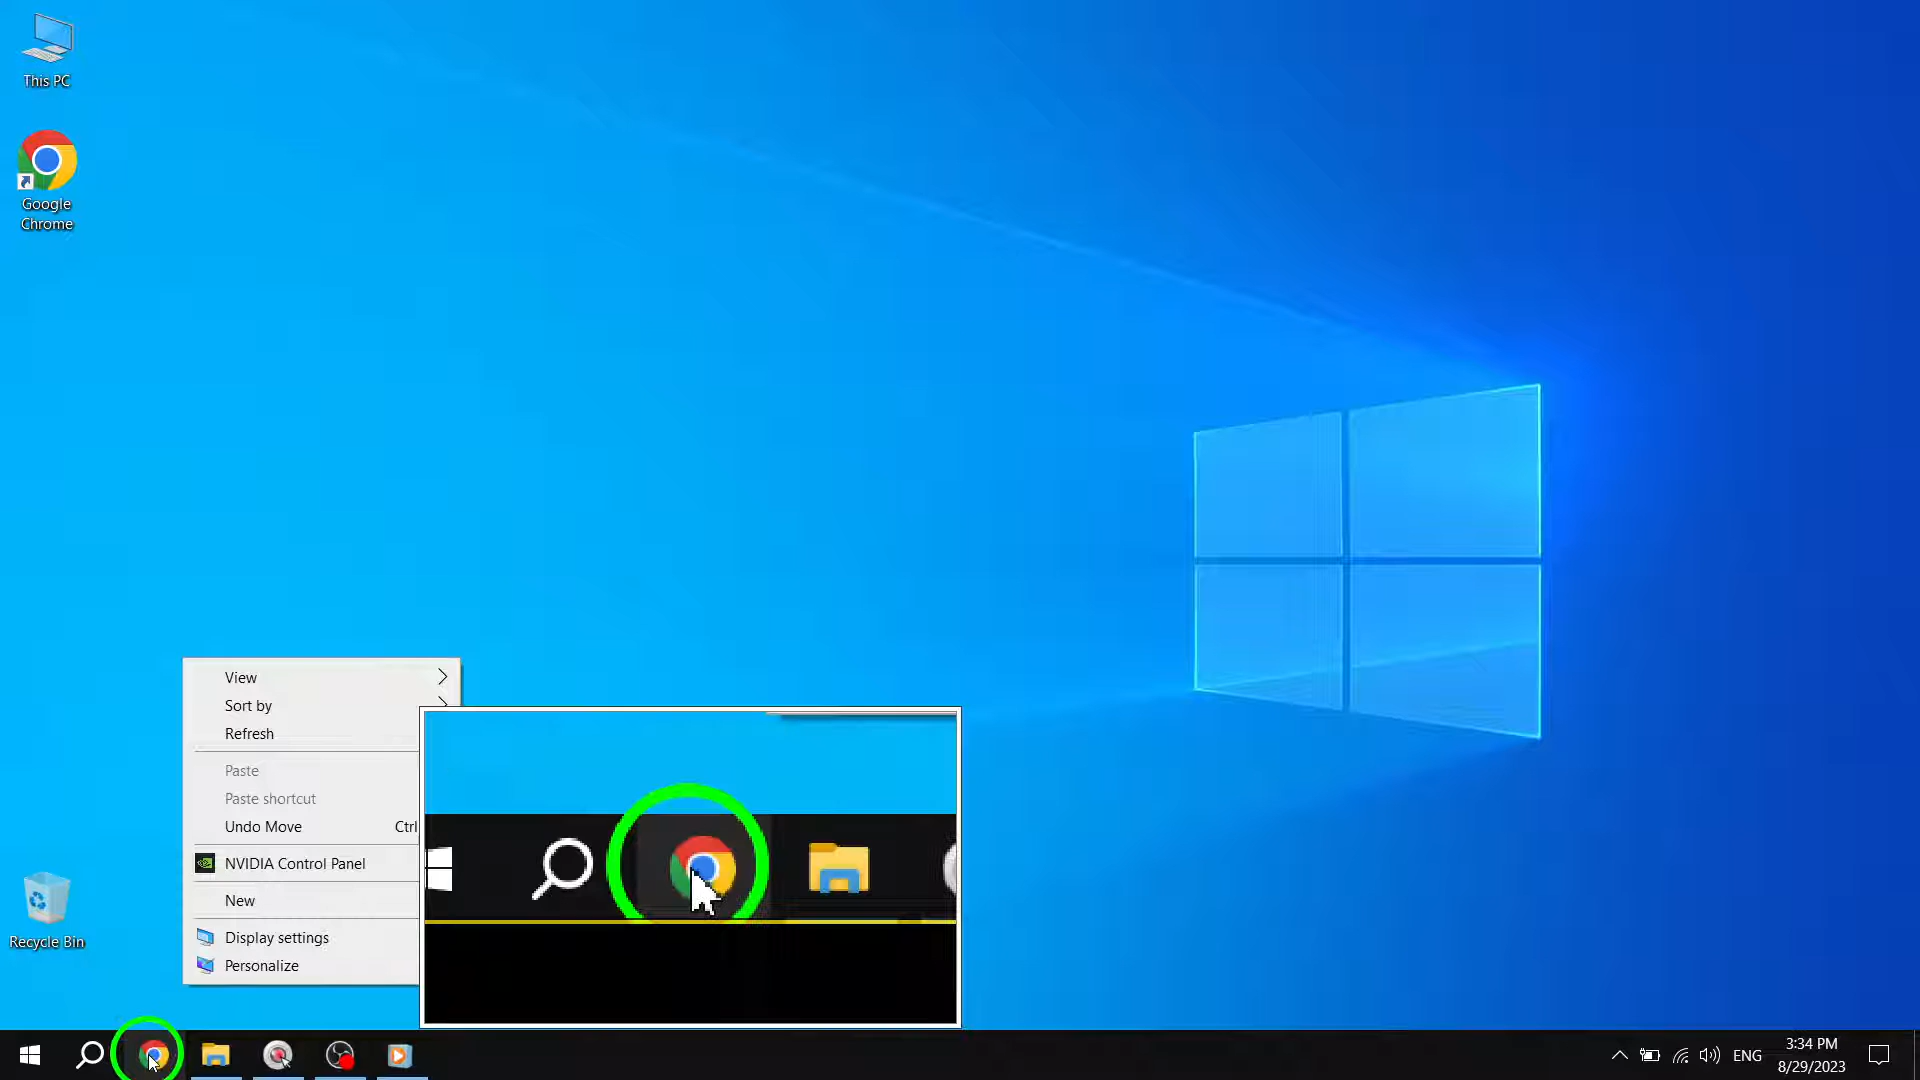 This PC
Google
Chrome
View
Sort by
Refresh
Paste
Paste shortcut
Undo Move Ctrl
NVIDIA Control Panel
New
Display settings
Personalize
Recycle Bin
ENG
3:34 PM
8/29/2023